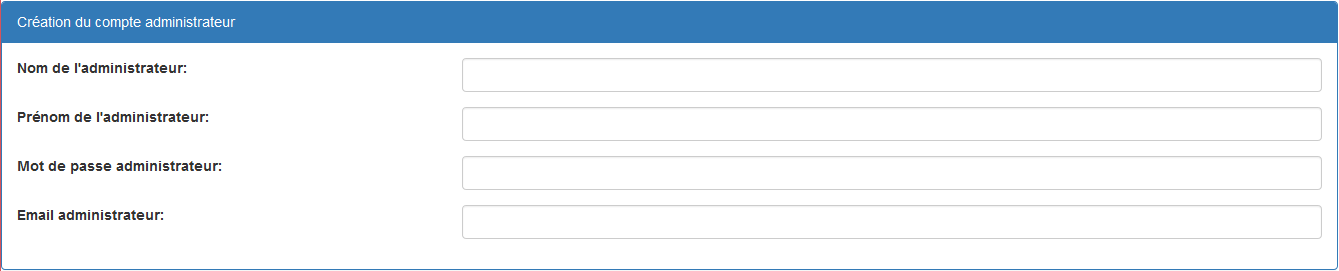 Création du compte administrateur
Nom de l'administrateur:
Prénom de l'administrateur:
Mot de passe administrateur:
Email administrateur: